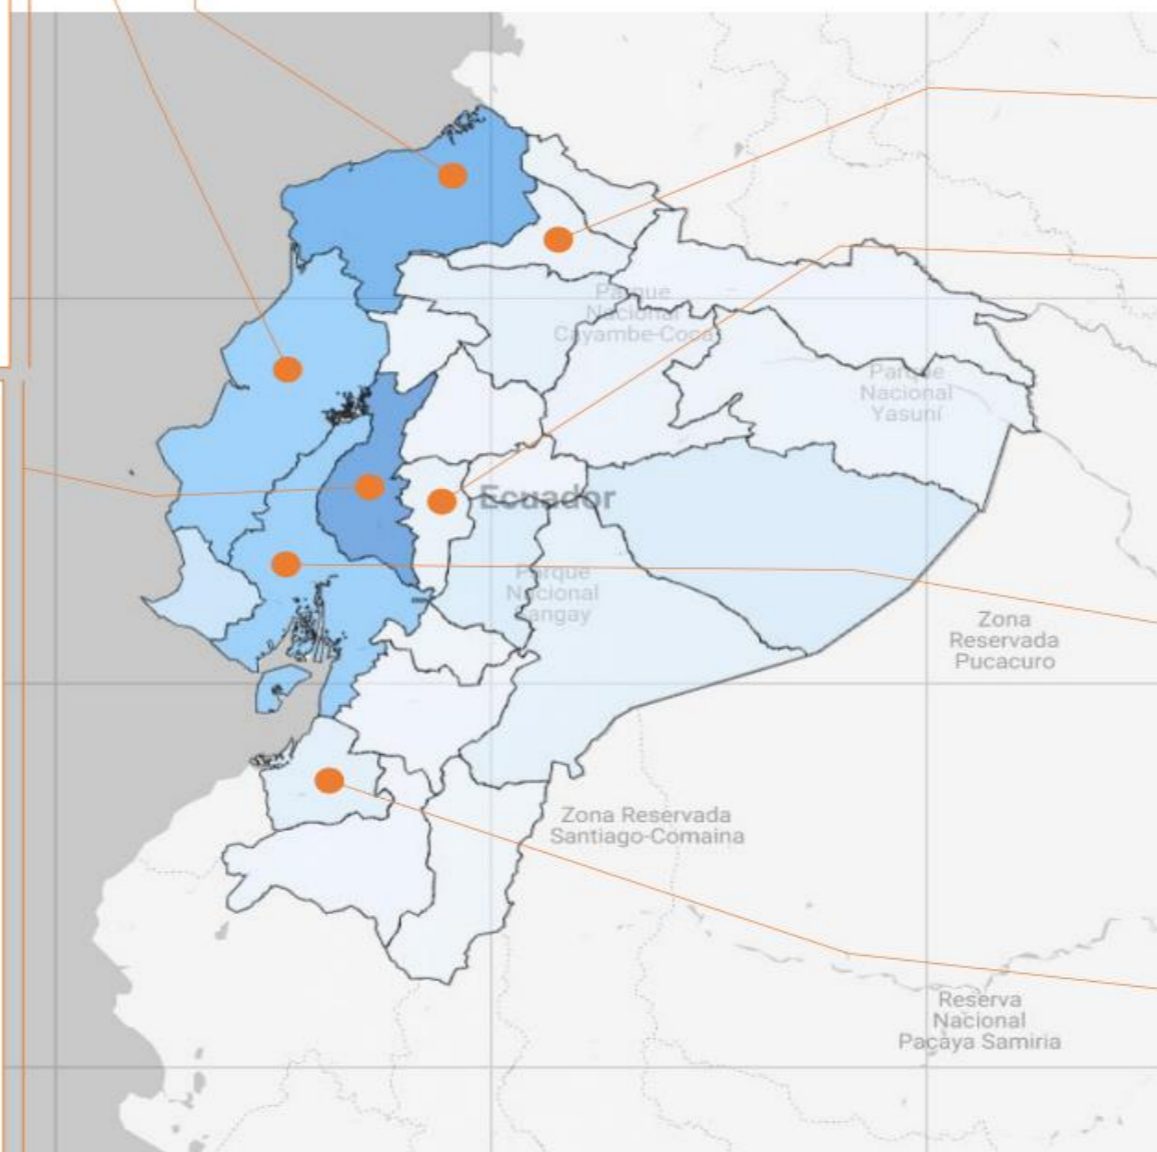 Parque
Nacional
Cayambe-Coca
Parque
Nacional
Yasuní
Ecuador
Parque
Nacional
Sangay
Zona
Reservada
Pucacuro
Zona Reservada
Santiago-Comaina
Reserva
Nacional
Pacaya Samiria